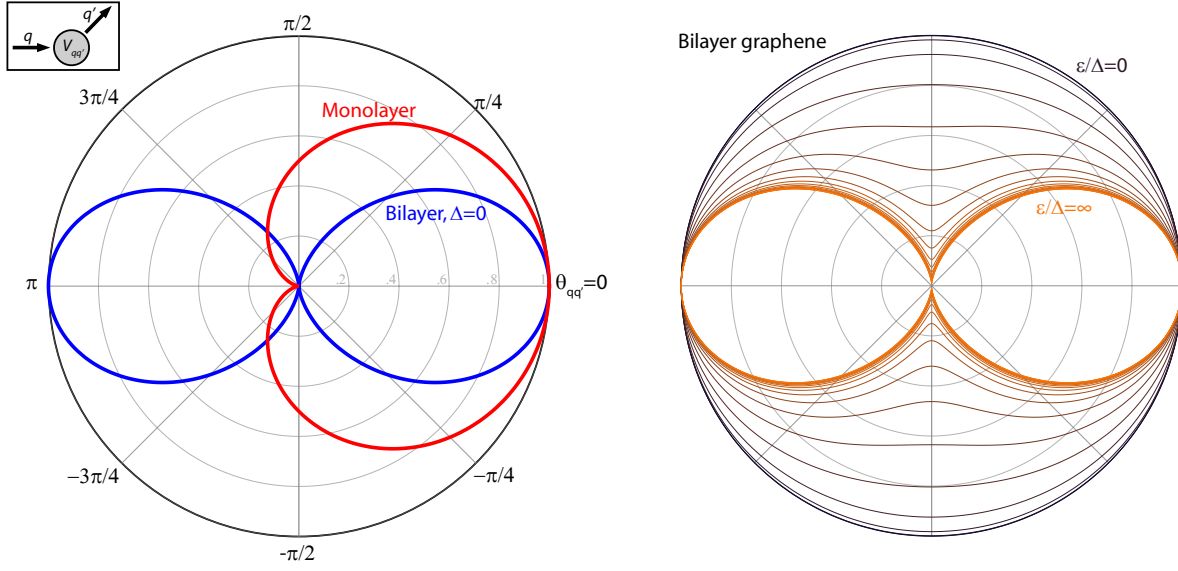 q
q'
V_qq'
π/2
3π/4
π/4
Monolayer
Bilayer, Δ=0
π
.2
.4
.6
.8
1
θ_qq'=0
−3π/4
−π/4
-π/2
Bilayer graphene
ε/Δ=0
ε/Δ=∞